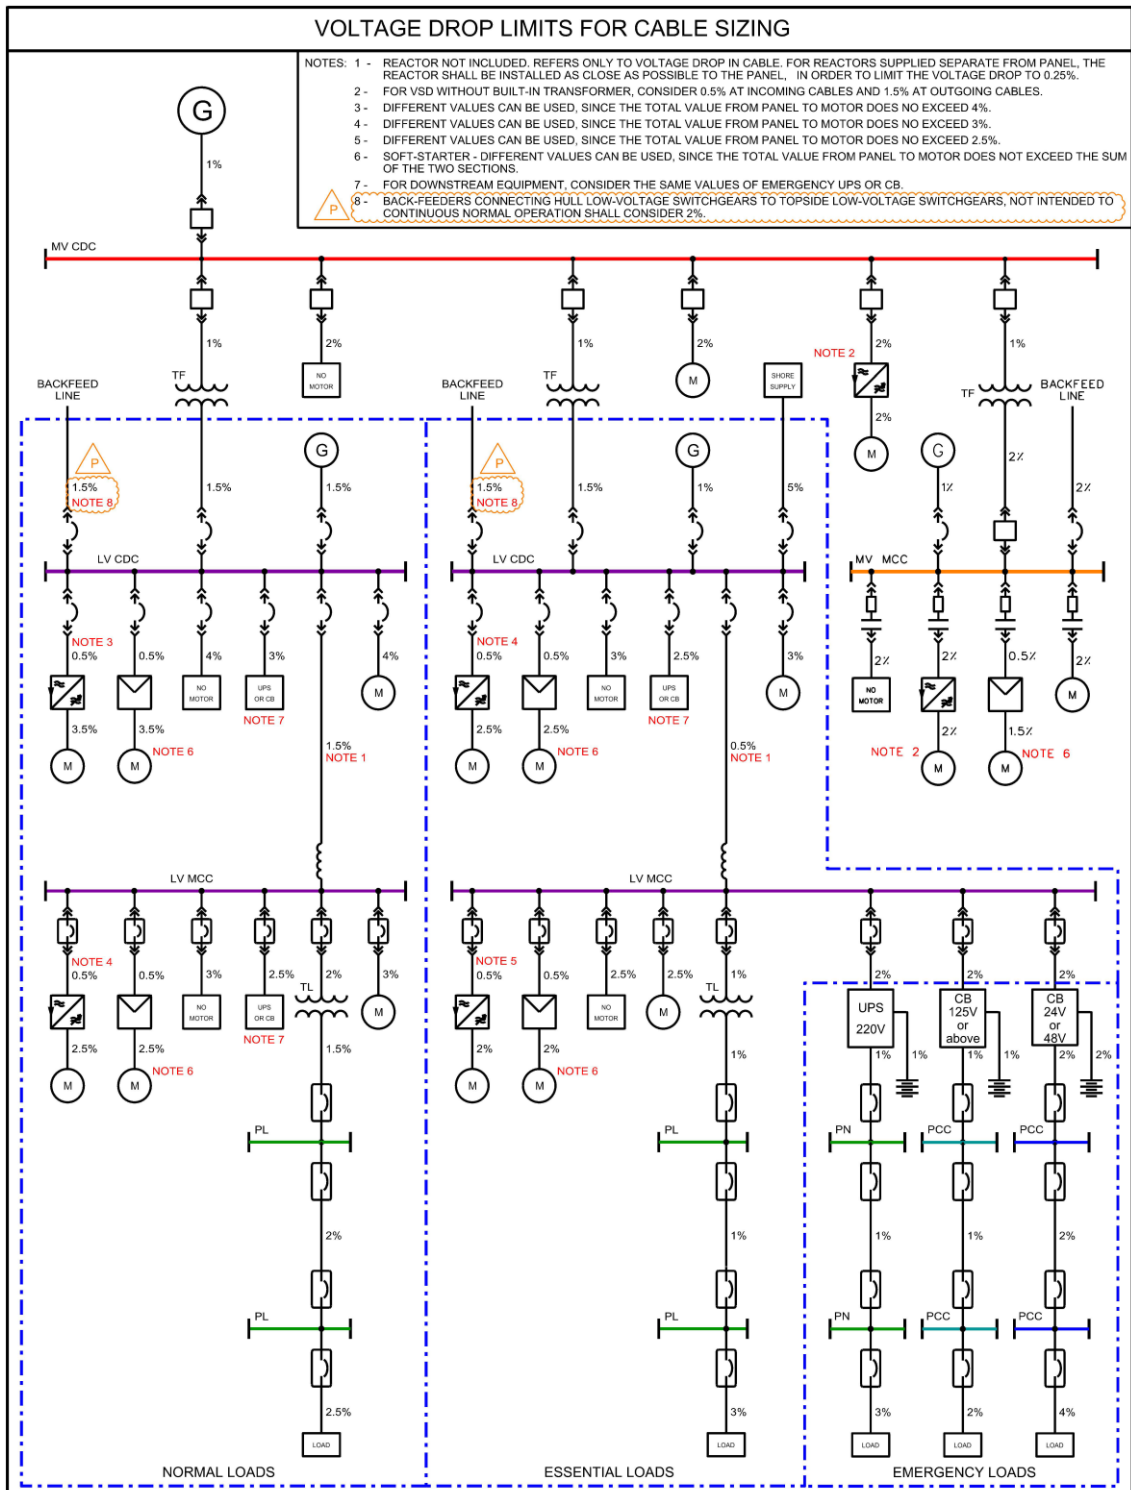 VOLTAGE DROP LIMITS FOR CABLE SIZING
NOTES: 1 - REACTOR NOT INCLUDED. REFERS ONLY TO VOLTAGE DROP IN CABLE. FOR REACTORS SUPPLIED SEPARATE FROM PANEL, THE
REACTOR SHALL BE INSTALLED AS CLOSE AS POSSIBLE TO THE PANEL, IN ORDER TO LIMIT THE VOLTAGE DROP TO 0.25%.
2 - FOR VSD WITHOUT BUILT-IN TRANSFORMER, CONSIDER 0.5% AT INCOMING CABLES AND 1.5% AT OUTGOING CABLES.
3 - DIFFERENT VALUES CAN BE USED, SINCE THE TOTAL VALUE FROM PANEL TO MOTOR DOES NO EXCEED 4%.
4 - DIFFERENT VALUES CAN BE USED, SINCE THE TOTAL VALUE FROM PANEL TO MOTOR DOES NO EXCEED 3%.
5 - DIFFERENT VALUES CAN BE USED, SINCE THE TOTAL VALUE FROM PANEL TO MOTOR DOES NO EXCEED 2.5%.
6 - SOFT-STARTER - DIFFERENT VALUES CAN BE USED, SINCE THE TOTAL VALUE FROM PANEL TO MOTOR DOES NOT EXCEED THE SUM
OF THE TWO SECTIONS.
7 - FOR DOWNSTREAM EQUIPMENT, CONSIDER THE SAME VALUES OF EMERGENCY UPS OR CB.
P
8 - BACK-FEEDERS CONNECTING HULL LOW-VOLTAGE SWITCHGEARS TO TOPSIDE LOW-VOLTAGE SWITCHGEARS, NOT INTENDED TO
CONTINUOUS NORMAL OPERATION SHALL CONSIDER 2%.
G
1%
MV CDC
1% 2% 1% 2% 2% 1%
NOTE 2
TF NO MOTOR TF M SHORE SUPPLY TF
BACKFEED LINE BACKFEED LINE BACKFEED LINE
2%
M
G G G
P P
1.5% 1.5% 1.5% 1.5% 1.5% 1% 5% 1% 2% 2%
NOTE 8 NOTE 8
LV CDC LV CDC MV MCC
NOTE 3 NOTE 4
0.5% 0.5% 4% 3% 4% 0.5% 0.5% 3% 2.5% 3% 2% 2% 0.5% 2%
NO MOTOR UPS OR CB M NO MOTOR UPS OR CB M NO MOTOR M
NOTE 7 NOTE 7
3.5% 3.5% 2.5% 2.5% 2% 1.5%
NOTE 6 NOTE 6 NOTE 2 NOTE 6
M M M M M M
1.5% 0.5%
NOTE 1 NOTE 1
LV MCC LV MCC
NOTE 4 NOTE 5
0.5% 0.5% 3% 2.5% 2% 3% 0.5% 0.5% 2.5% 2.5% 1% 2% 2% 2%
NO MOTOR UPS OR CB TL M NO MOTOR M TL
UPS 220V CB 125V or above CB 24V or 48V
NOTE 7
2.5% 2.5% 1.5% 2% 2% 1% 1% 1% 1% 1% 2% 2%
NOTE 6 NOTE 6
M M M M
PL PL PN PCC PCC
2% 1% 1% 1% 2%
PL PL PN PCC PCC
2.5% 3% 3% 2% 4%
LOAD LOAD LOAD LOAD LOAD
NORMAL LOADS ESSENTIAL LOADS EMERGENCY LOADS